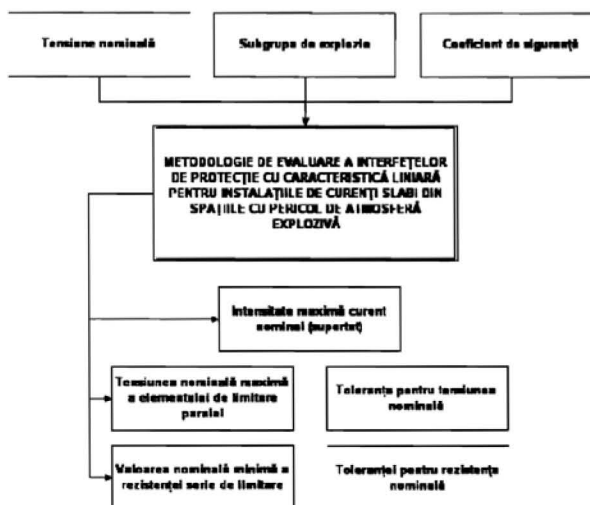 Tensiune nominală
Subgrupa de explozie
Coeficient de siguranță
METODOLOGIE DE EVALUARE A INTERFEȚELOR
DE PROTECȚIE CU CARACTERISTICĂ LINIARĂ
PENTRU INSTALAȚIILE DE CURENȚI SLABI DIN
SPAȚIILE CU PERICOL DE ATMOSFERĂ
EXPLOZIVĂ
Intensitate maximă curent
nominal (suportat)
Tensiunea nominală maximă
a elementului de limitare
paralel
Toleranța pentru tensiunea
nominală
Valoarea nominală minimă a
rezistenței serie de limitare
Toleranței pentru rezistența
nominală